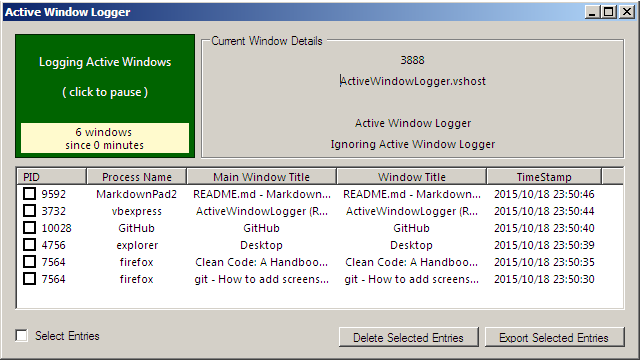 Active Window Logger
Logging Active Windows
( click to pause )
6 windows
since 0 minutes
Current Window Details
3888
ActiveWindowLogger.vshost
Active Window Logger
Ignoring Active Window Logger
PID Process Name Main Window Title Window Title TimeStamp
9592 MarkdownPad2 README.md - Markdown... README.md - Markdown... 2015/10/18 23:50:46
3732 vbexpress ActiveWindowLogger (R... ActiveWindowLogger (R... 2015/10/18 23:50:44
10028 GitHub GitHub GitHub 2015/10/18 23:50:40
4756 explorer Desktop Desktop 2015/10/18 23:50:39
7564 firefox Clean Code: A Handboo... Clean Code: A Handboo... 2015/10/18 23:50:35
7564 firefox git - How to add screens... git - How to add screens... 2015/10/18 23:50:30
Select Entries
Delete Selected Entries
Export Selected Entries